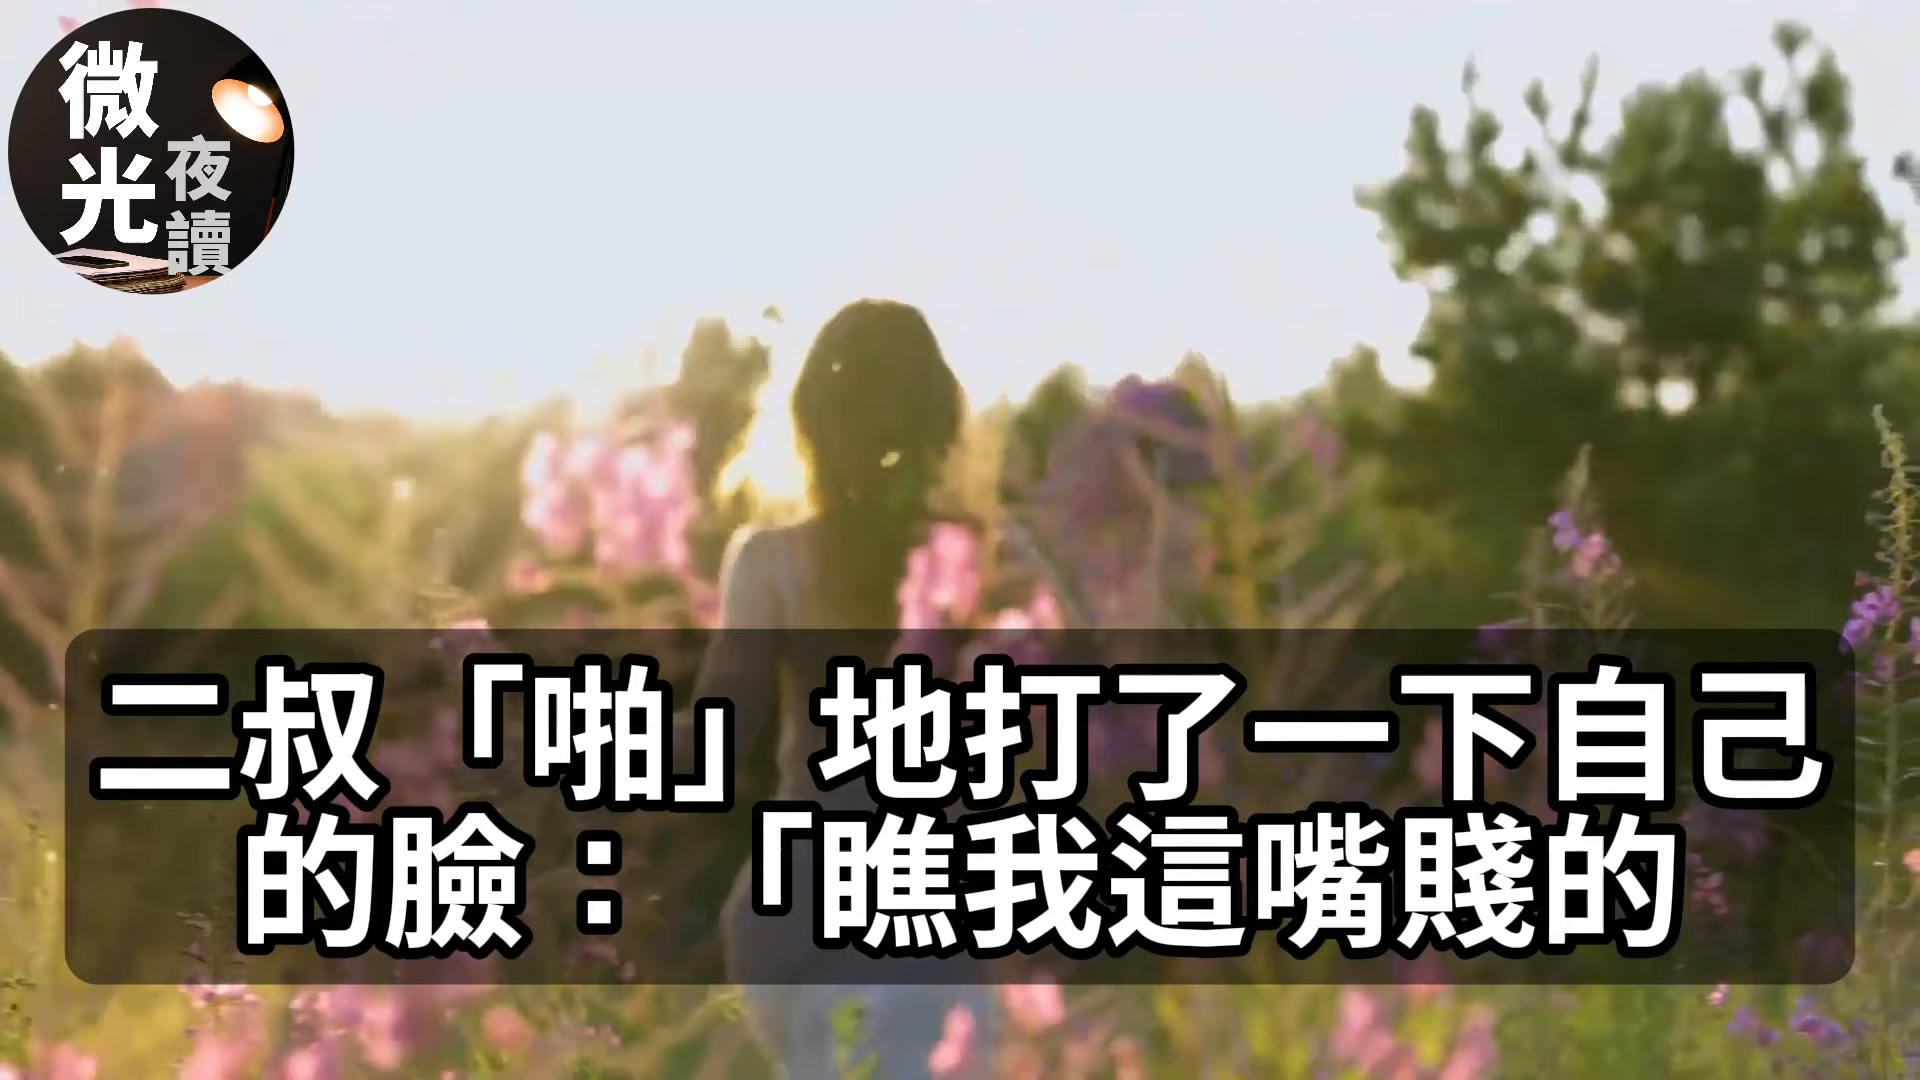 微光
夜讀
二叔「啪」地打了一下自己
的臉：「瞧我這嘴賤的